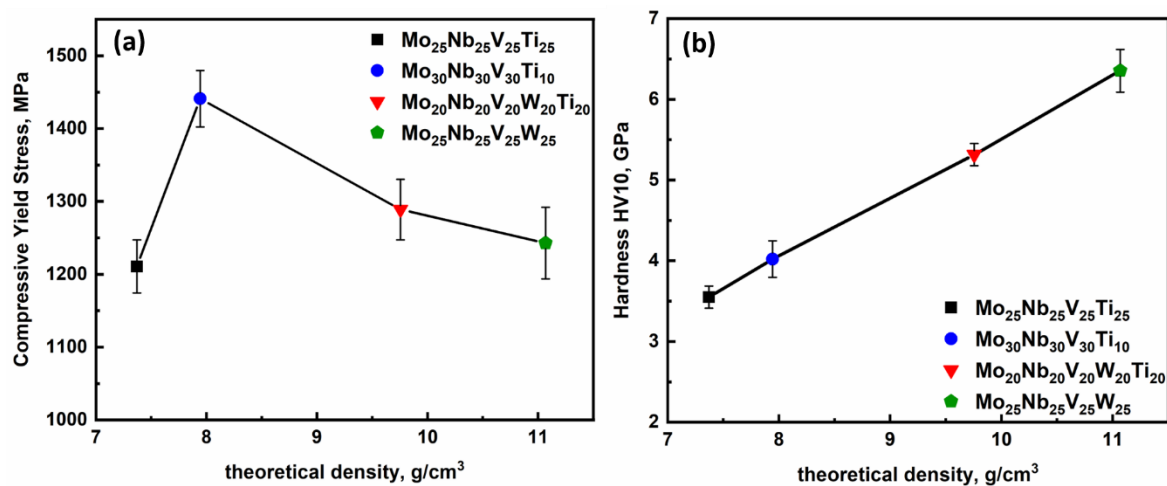 (a)
Mo₂₅Nb₂₅V₂₅Ti₂₅
Mo₃₀Nb₃₀V₃₀Ti₁₀
Mo₂₀Nb₂₀V₂₀W₂₀Ti₂₀
Mo₂₅Nb₂₅V₂₅W₂₅
Compressive Yield Stress, MPa
1500
1400
1300
1200
1100
1000
7 8 9 10 11
theoretical density, g/cm³
(b)
Hardness HV10, GPa
7
6
5
4
3
2
Mo₂₅Nb₂₅V₂₅Ti₂₅
Mo₃₀Nb₃₀V₃₀Ti₁₀
Mo₂₀Nb₂₀V₂₀W₂₀Ti₂₀
Mo₂₅Nb₂₅V₂₅W₂₅
7 8 9 10 11
theoretical density, g/cm³